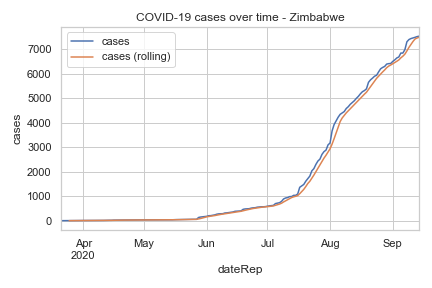 COVID-19 cases over time - Zimbabwe
cases
cases (rolling)
7000
6000
5000
4000
3000
2000
1000
0
cases
Apr May Jun Jul Aug Sep
2020
dateRep